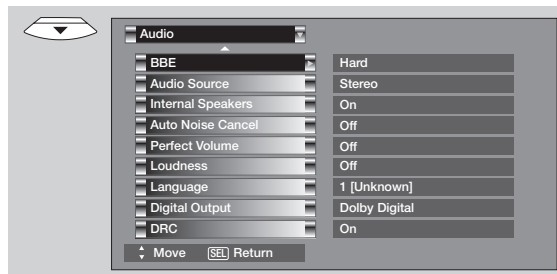 Audio
BBE Hard
Audio Source Stereo
Internal Speakers On
Auto Noise Cancel Off
Perfect Volume Off
Loudness Off
Language 1 [Unknown]
Digital Output Dolby Digital
DRC On
Move SEL Return